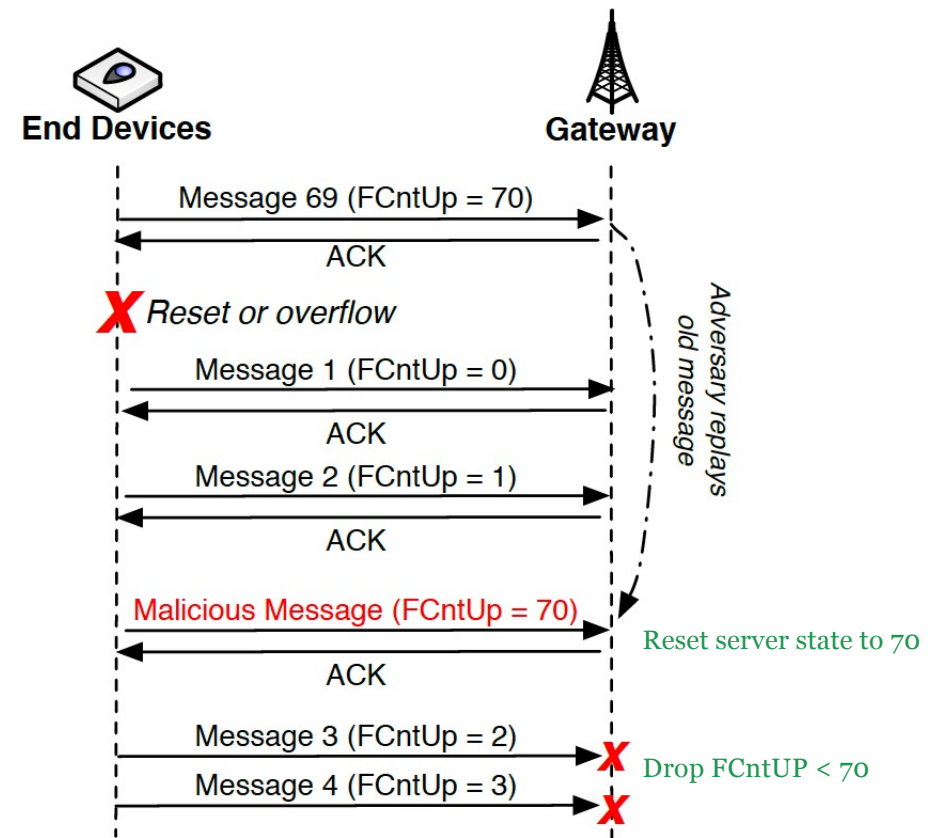 End Devices
Gateway
Message 69 (FCntUp = 70)
ACK
X Reset or overflow
Message 1 (FCntUp = 0)
ACK
Adversary replays
old message
Message 2 (FCntUp = 1)
ACK
Malicious Message (FCntUp = 70)
Reset server state to 70
ACK
Message 3 (FCntUp = 2)
X
Drop FCntUP < 70
Message 4 (FCntUp = 3)
X